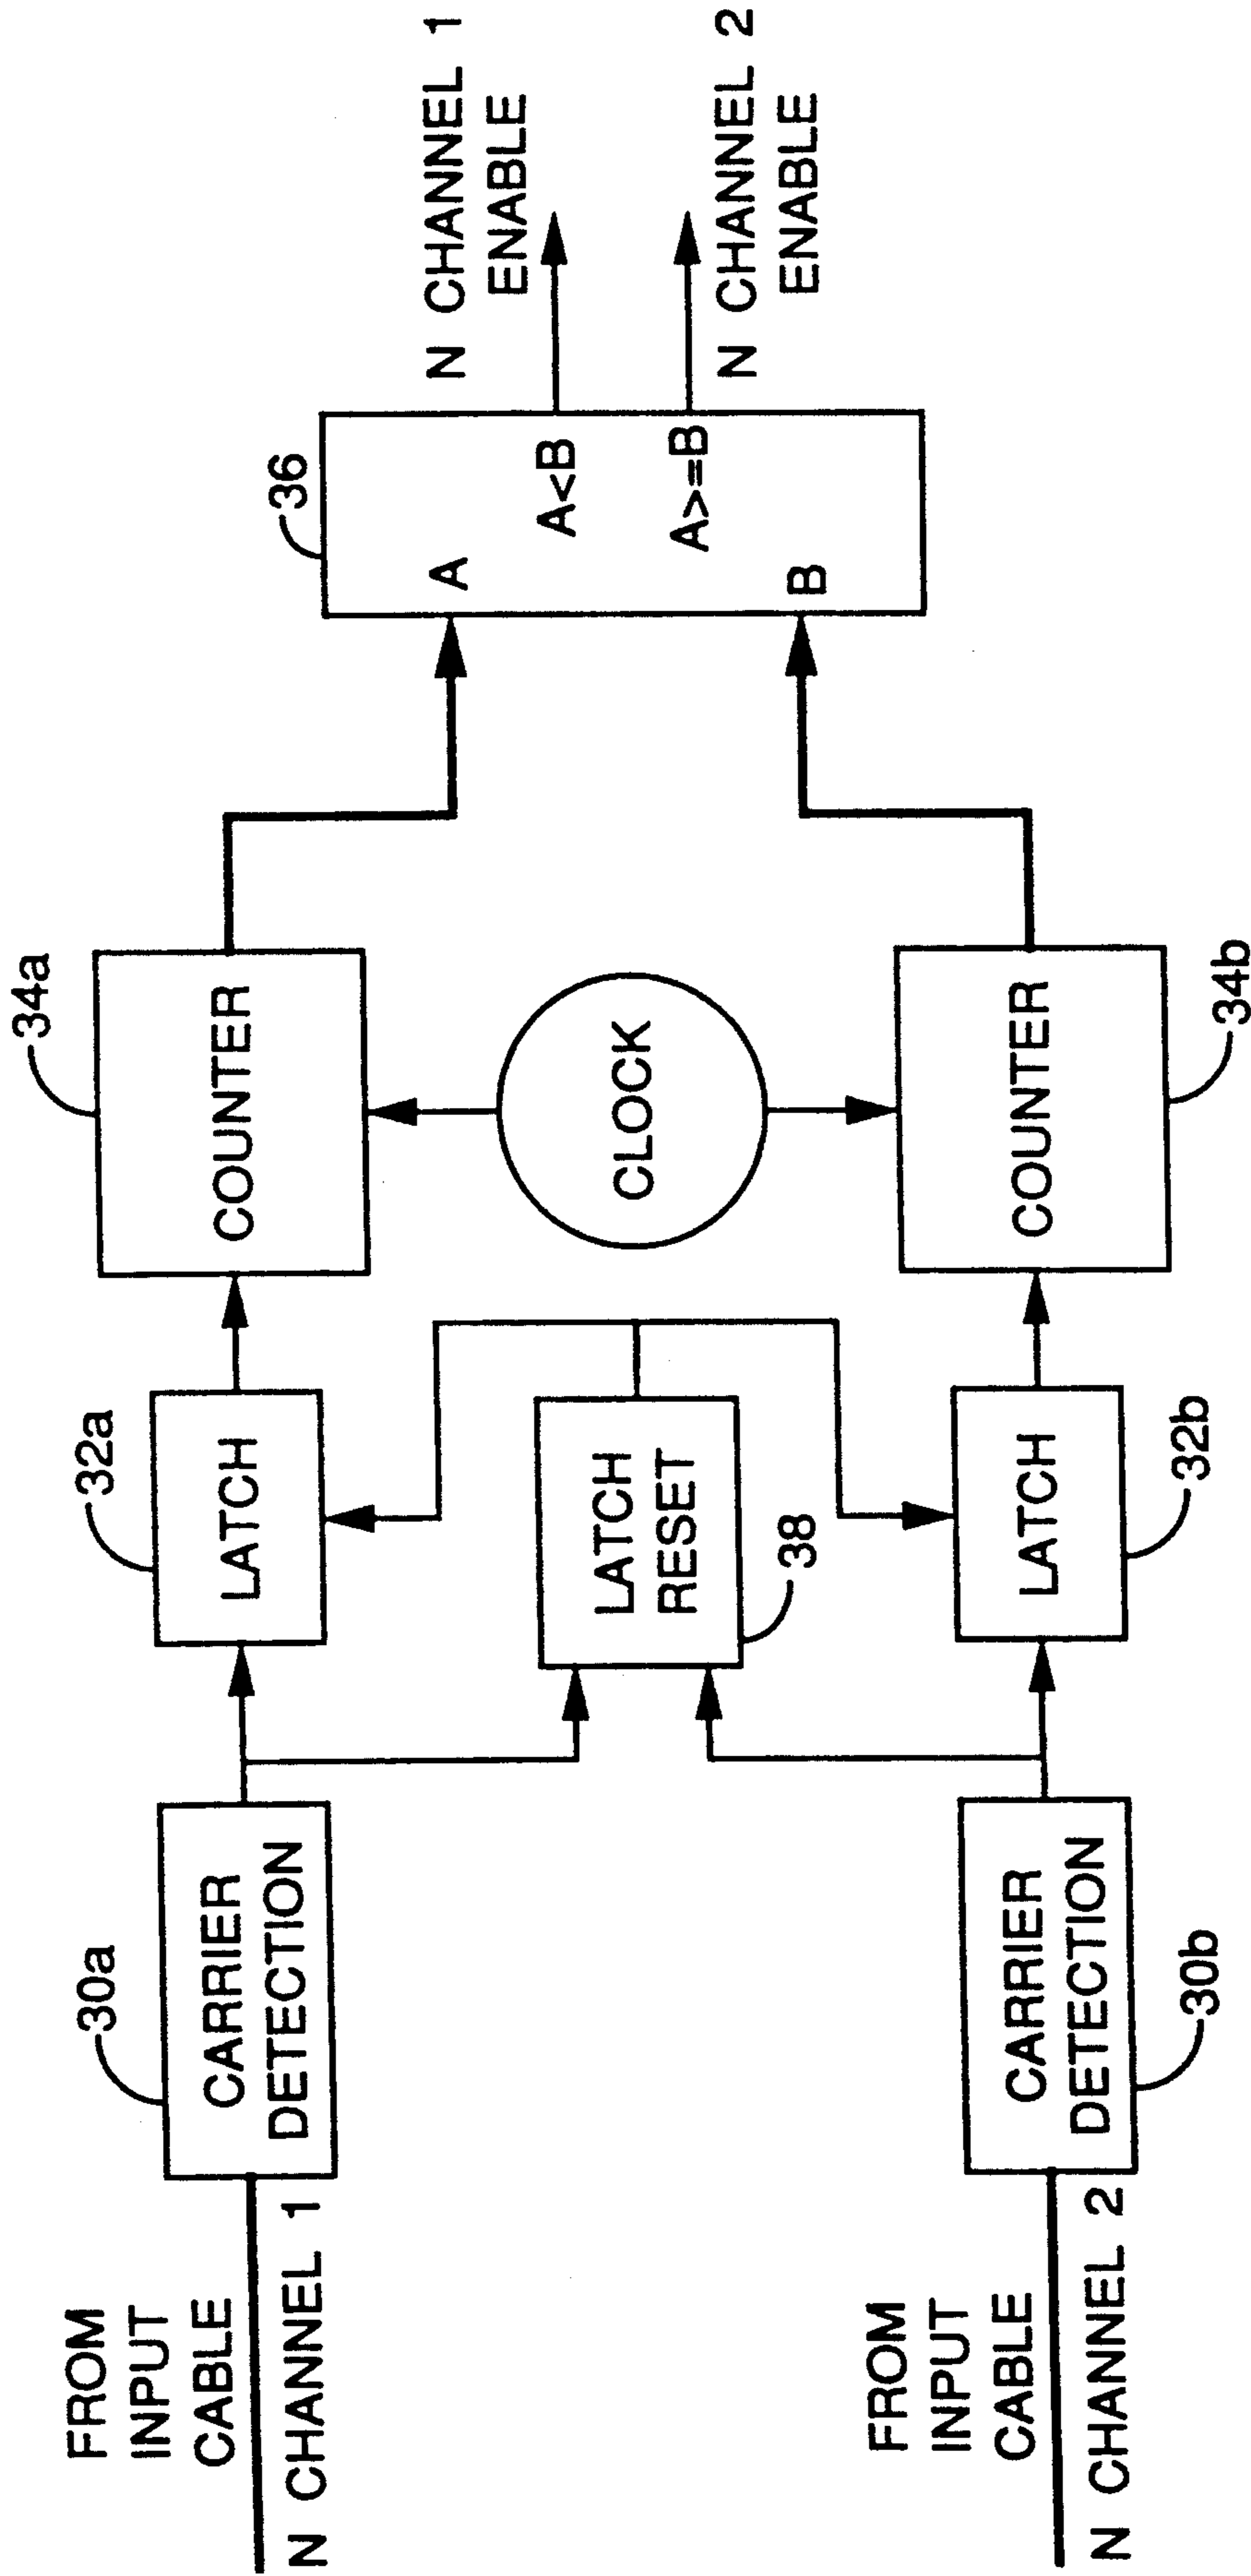 FROM
INPUT
CABLE
N CHANNEL 1
30a
CARRIER
DETECTION
32a
LATCH
34a
COUNTER
36
A
A<B
A>=B
B
N CHANNEL 1
ENABLE
N CHANNEL 2
ENABLE
LATCH
RESET
38
CLOCK
FROM
INPUT
CABLE
N CHANNEL 2
CARRIER
DETECTION
30b
LATCH
32b
COUNTER
34b